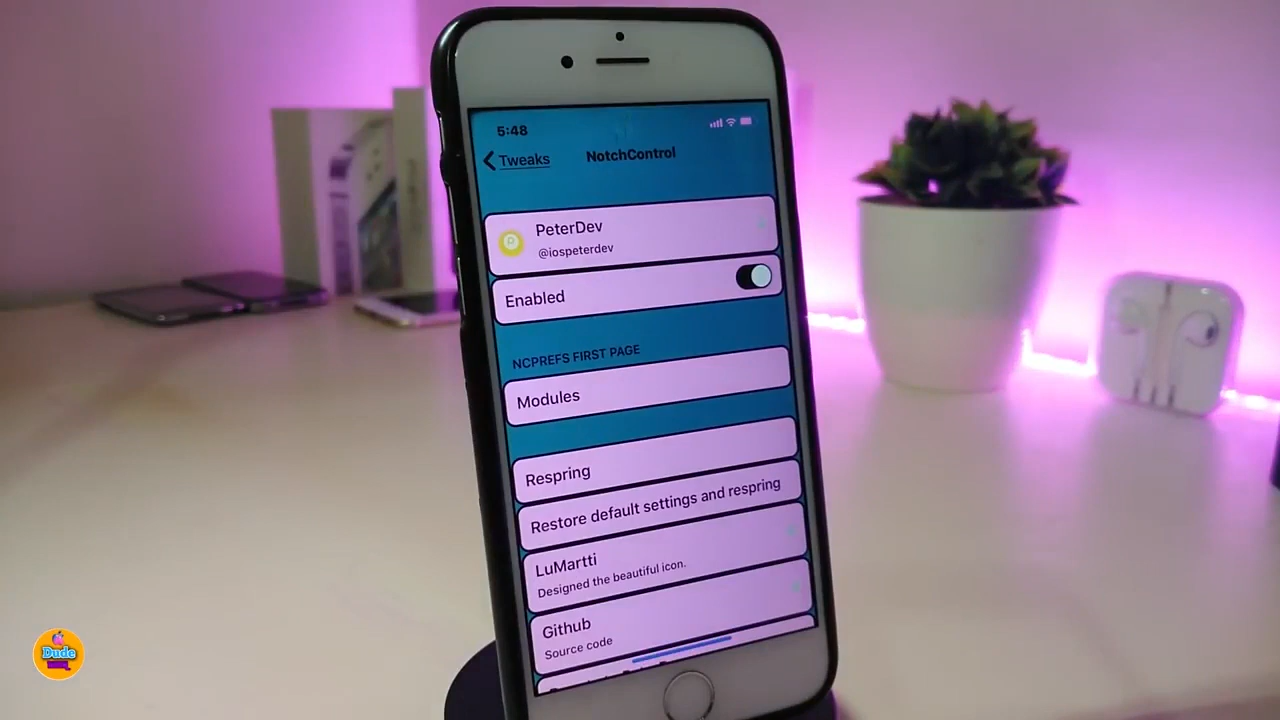 5:48
Tweaks
NotchControl
PeterDev
@iospeterdev
Enabled
NCPREFS FIRST PAGE
Modules
Respring
Restore default settings and respring
LuMartti
Designed the beautiful icon.
Github
Source code
Dude